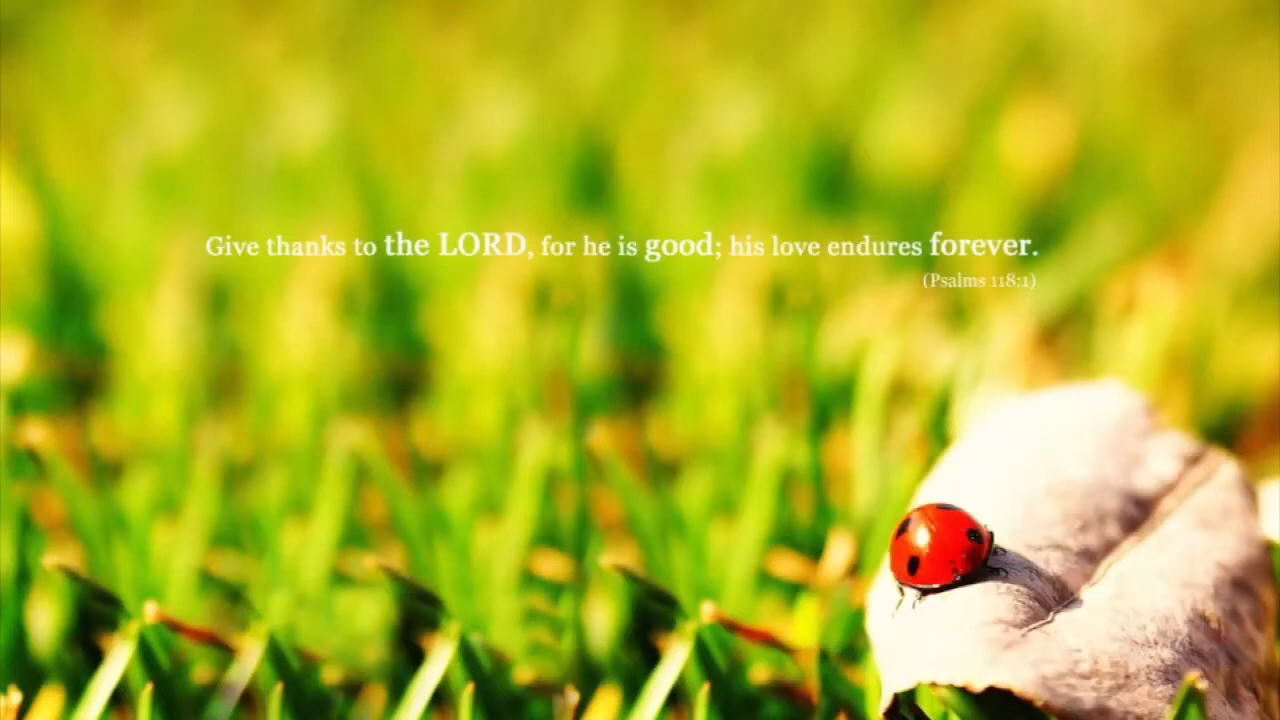 Give thanks to the LORD, for he is good; his love endures forever.
(Psalms 118:1)